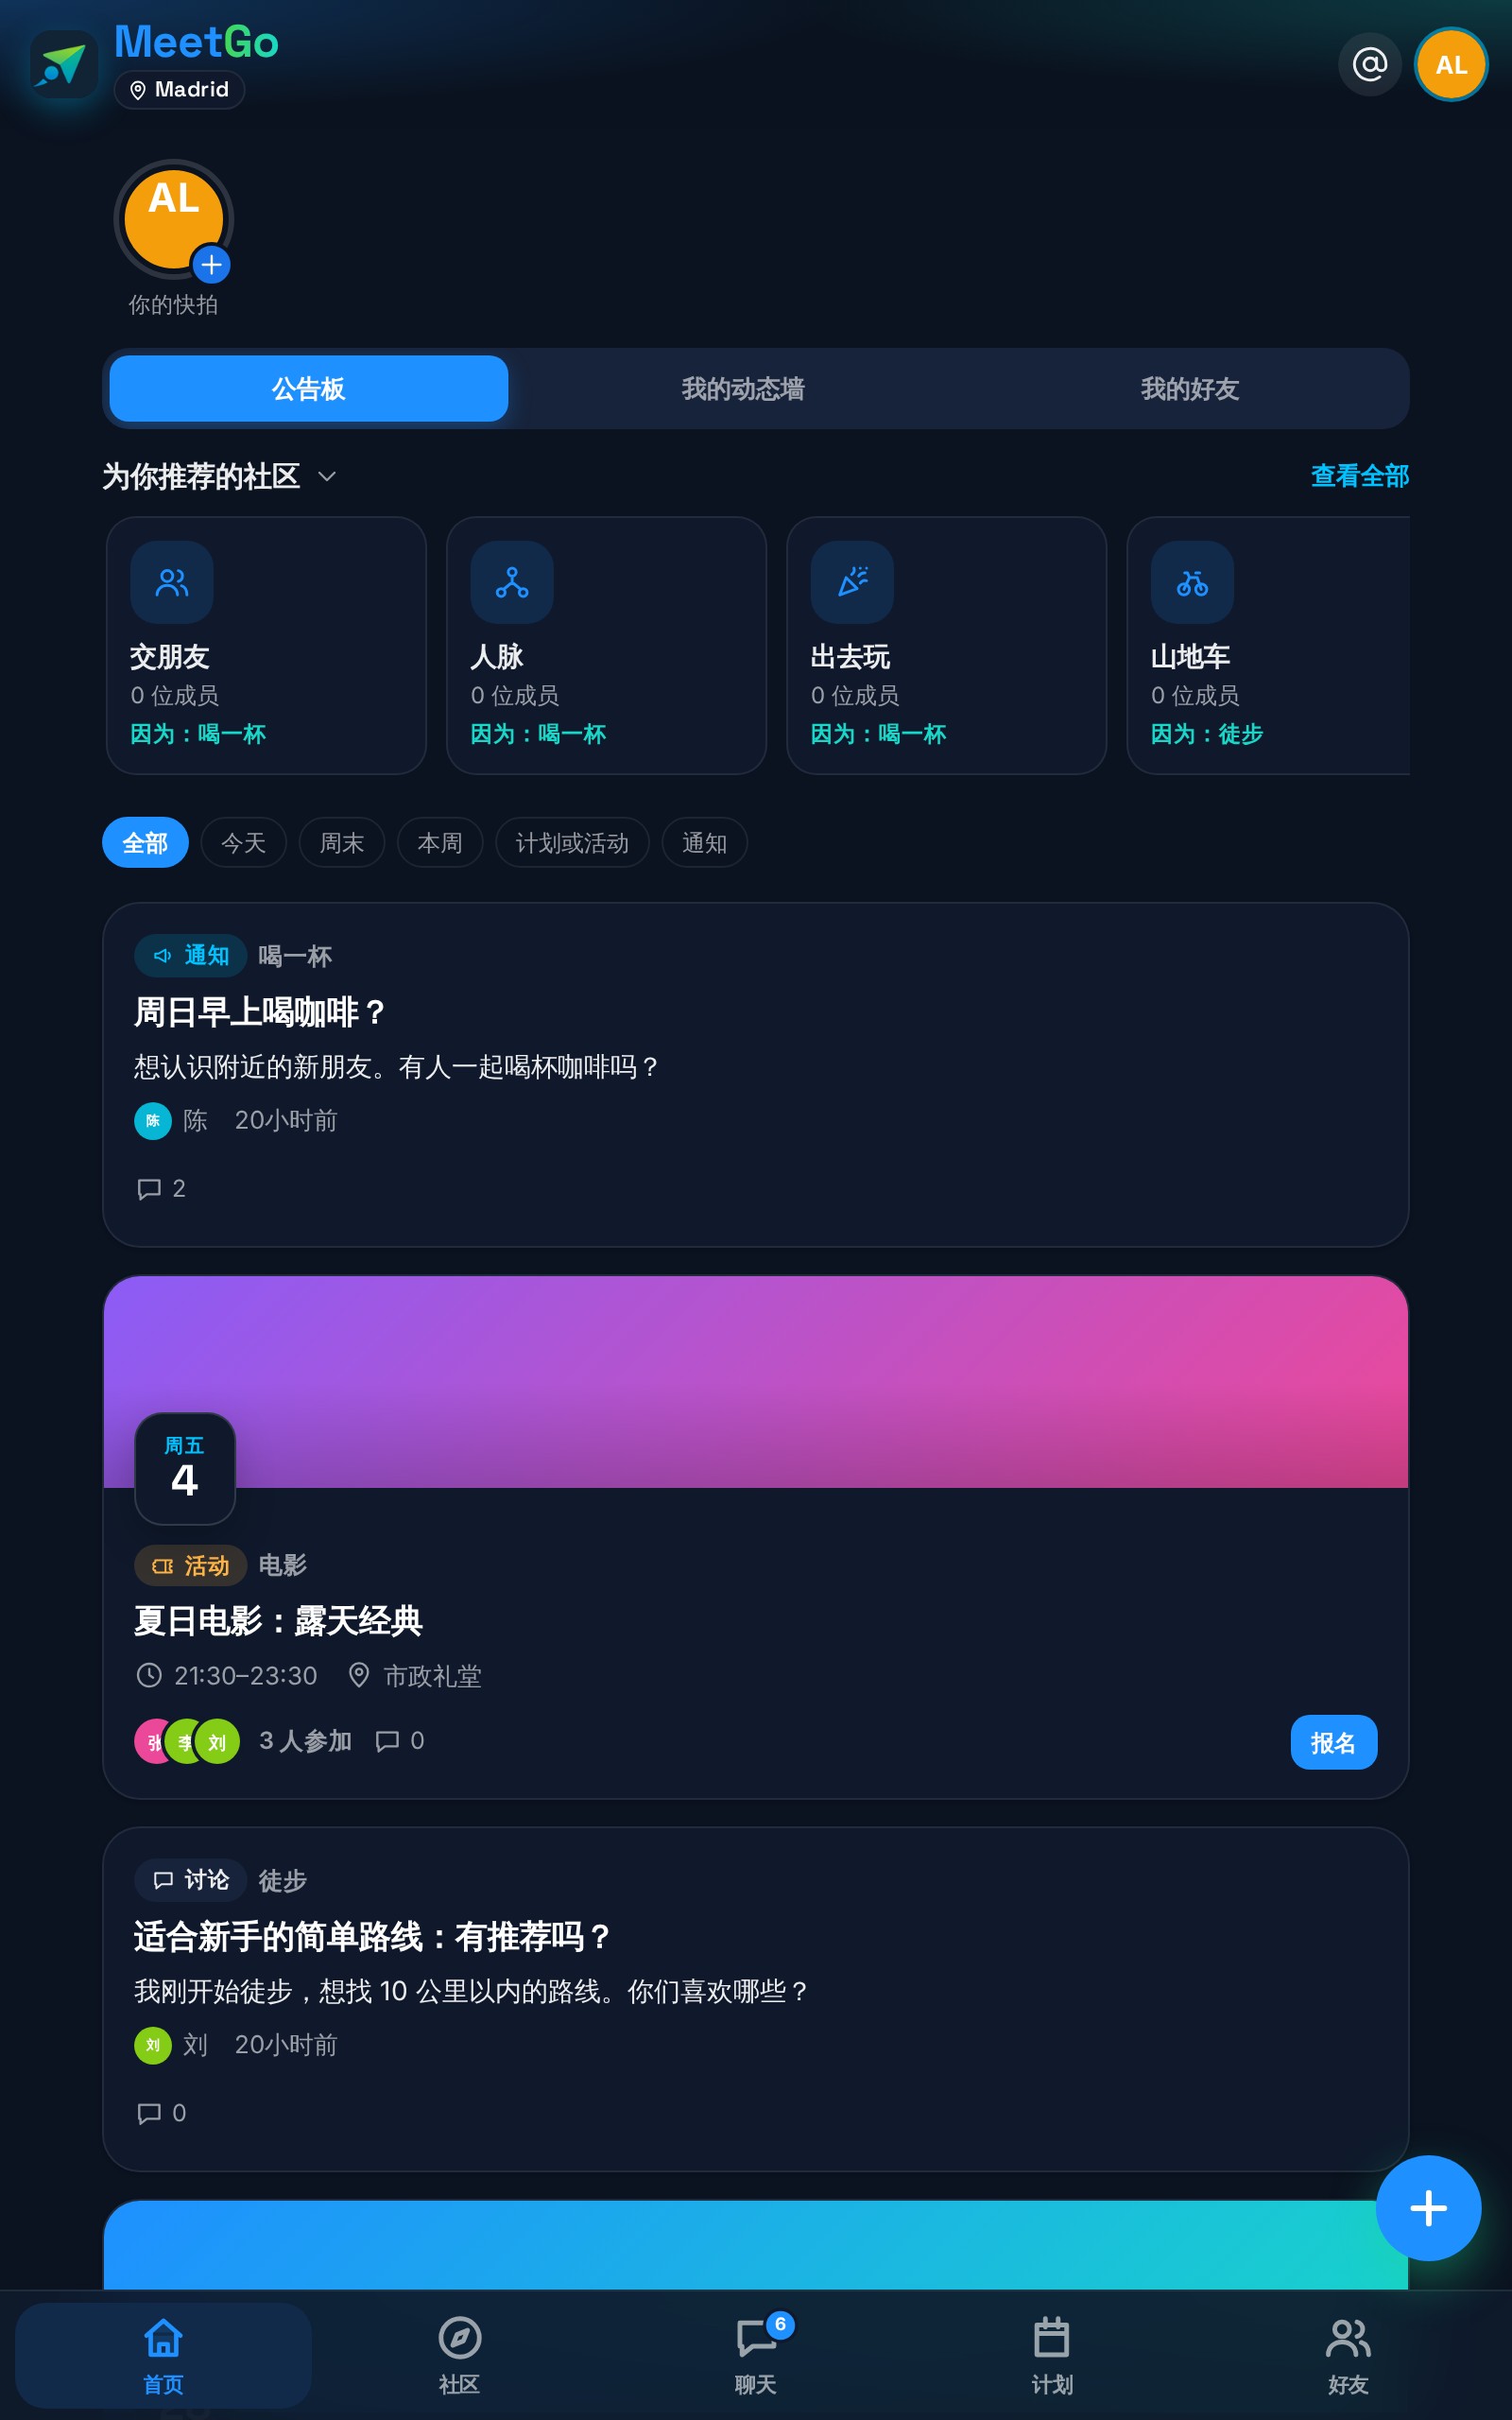 MeetGo
Madrid
AL
AL
你的快拍
公告板 我的动态墙 我的好友
为你推荐的社区 查看全部
交朋友
0 位成员
因为：喝一杯
人脉
0 位成员
因为：喝一杯
出去玩
0 位成员
因为：喝一杯
山地车
0 位成员
因为：徒步
全部 今天 周末 本周 计划或活动 通知
通知 喝一杯
周日早上喝咖啡？
想认识附近的新朋友。有人一起喝杯咖啡吗？
陈 陈 20小时前
2
周五
4
活动 电影
夏日电影：露天经典
21:30–23:30 市政礼堂
张 李 刘 3 人参加 0 报名
讨论 徒步
适合新手的简单路线：有推荐吗？
我刚开始徒步，想找 10 公里以内的路线。你们喜欢哪些？
刘 刘 20小时前
0
6
首页 社区 聊天 计划 好友